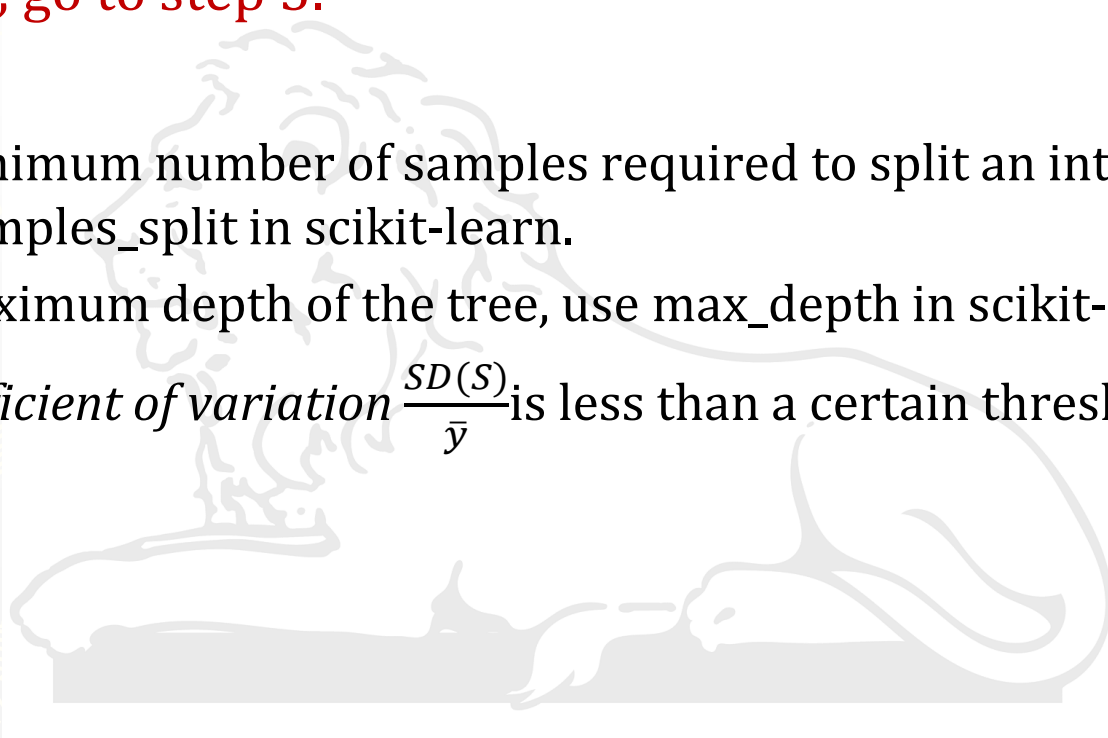 , go to step 3.
nimum number of samples required to split an int
mples_split in scikit-learn.
ximum depth of the tree, use max_depth in scikit-
ficient of variation SD(S)/ȳ is less than a certain thresh